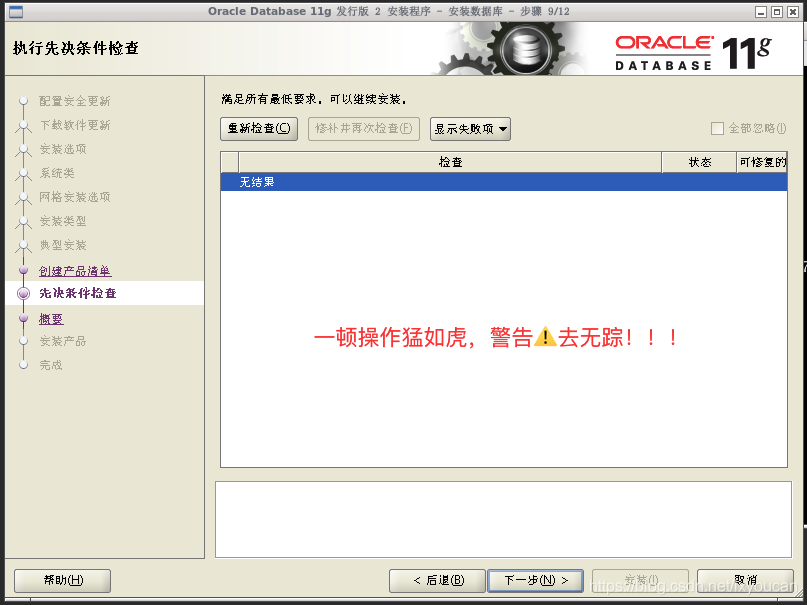 Oracle Database 11g 发行版 2 安装程序 - 安装数据库 - 步骤 9/12
执行先决条件检查
ORACLE
DATABASE 11g
配置安全更新
下载软件更新
安装选项
系统类
网格安装选项
安装类型
典型安装
创建产品清单
先决条件检查
概要
安装产品
完成
满足所有最低要求。可以继续安装。
重新检查(C) 修补并再次检查(F) 显示失败项 全部忽略(I)
检查 状态 可修复的
无结果
一顿操作猛如虎，警告⚠️去无踪！！！
帮助(H) < 后退(B) 下一步(N) > 安装(I) 取消
https://blog.csdn.net/lxyoucan